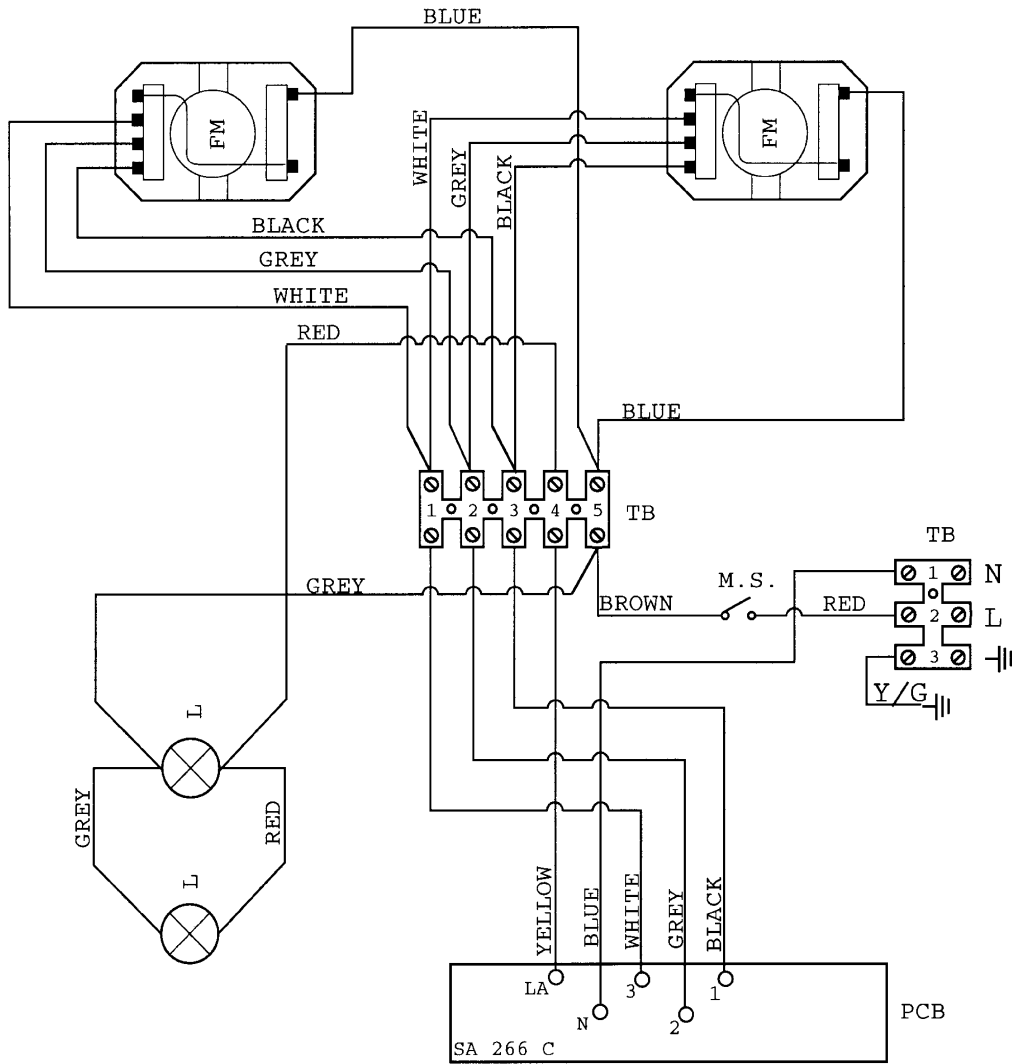 BLUE
FM
FM
WHITE
GREY
BLACK
BLACK
GREY
WHITE
RED
BLUE
1 2 3 4 5
TB
TB
1 N
2 L
3
GREY
M.S.
BROWN
RED
Y/G
L
GREY
RED
L
YELLOW
BLUE
WHITE
GREY
BLACK
LA
3
1
N
2
PCB
SA 266 C